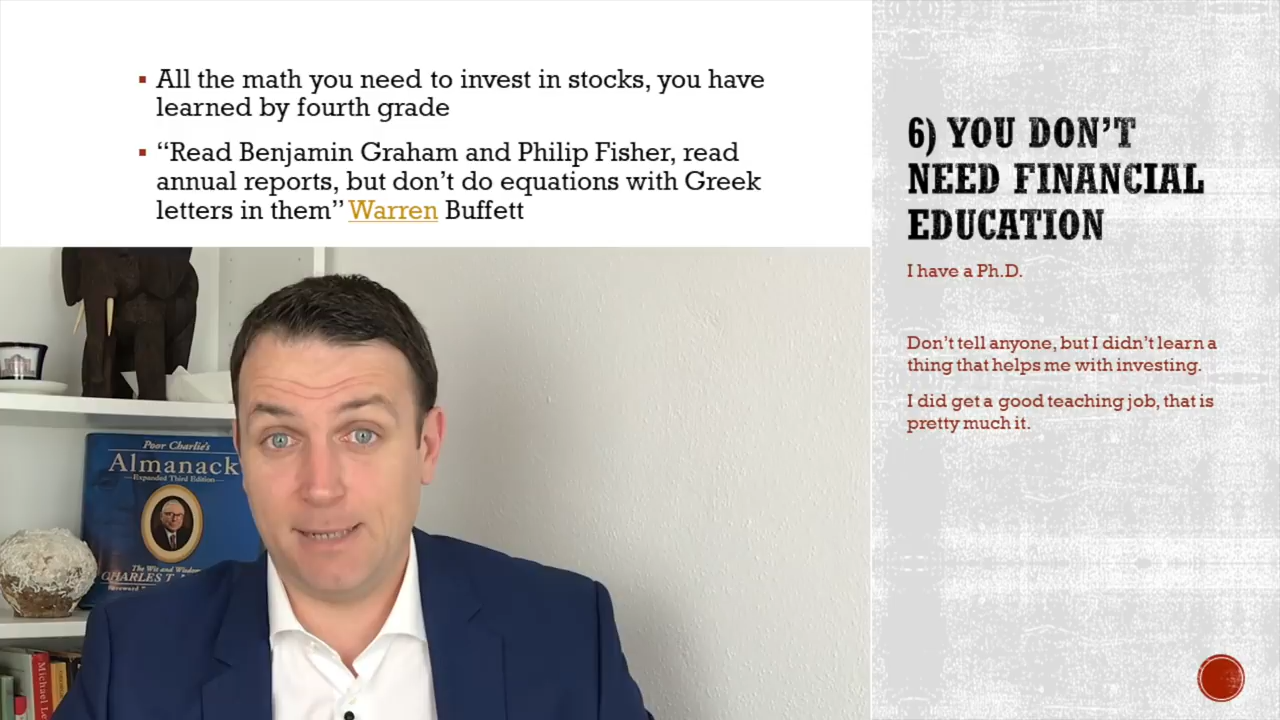 All the math you need to invest in stocks, you have
learned by fourth grade
“Read Benjamin Graham and Philip Fisher, read
annual reports, but don’t do equations with Greek
letters in them” Warren Buffett
6) YOU DON’T
NEED FINANCIAL
EDUCATION
I have a Ph.D.
Don’t tell anyone, but I didn’t learn a
thing that helps me with investing.
I did get a good teaching job, that is
pretty much it.
Poor Charlie's
Almanack
Expanded Third Edition
The Wit and Wisdom
CHARLES T.
Michael